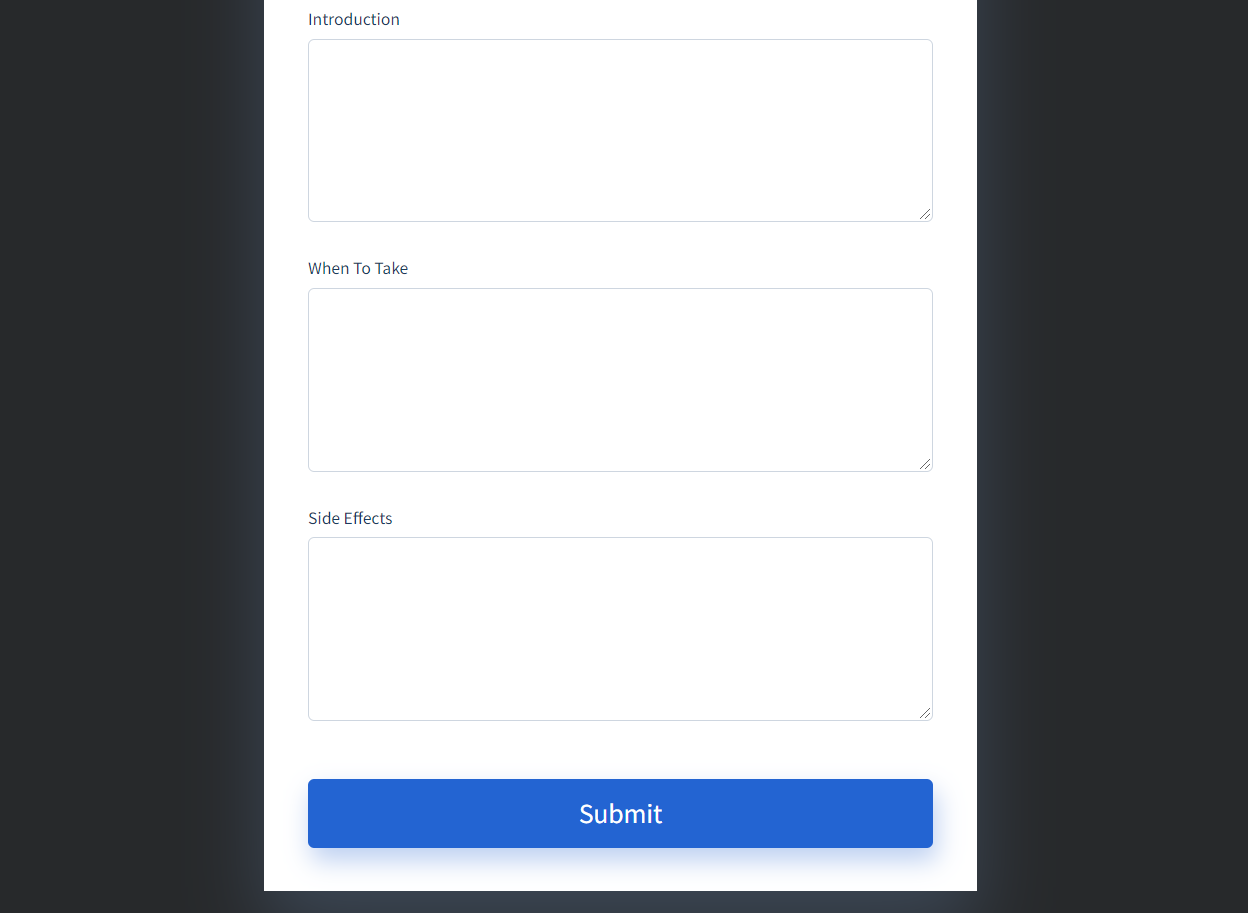 Introduction
When To Take
Side Effects
Submit